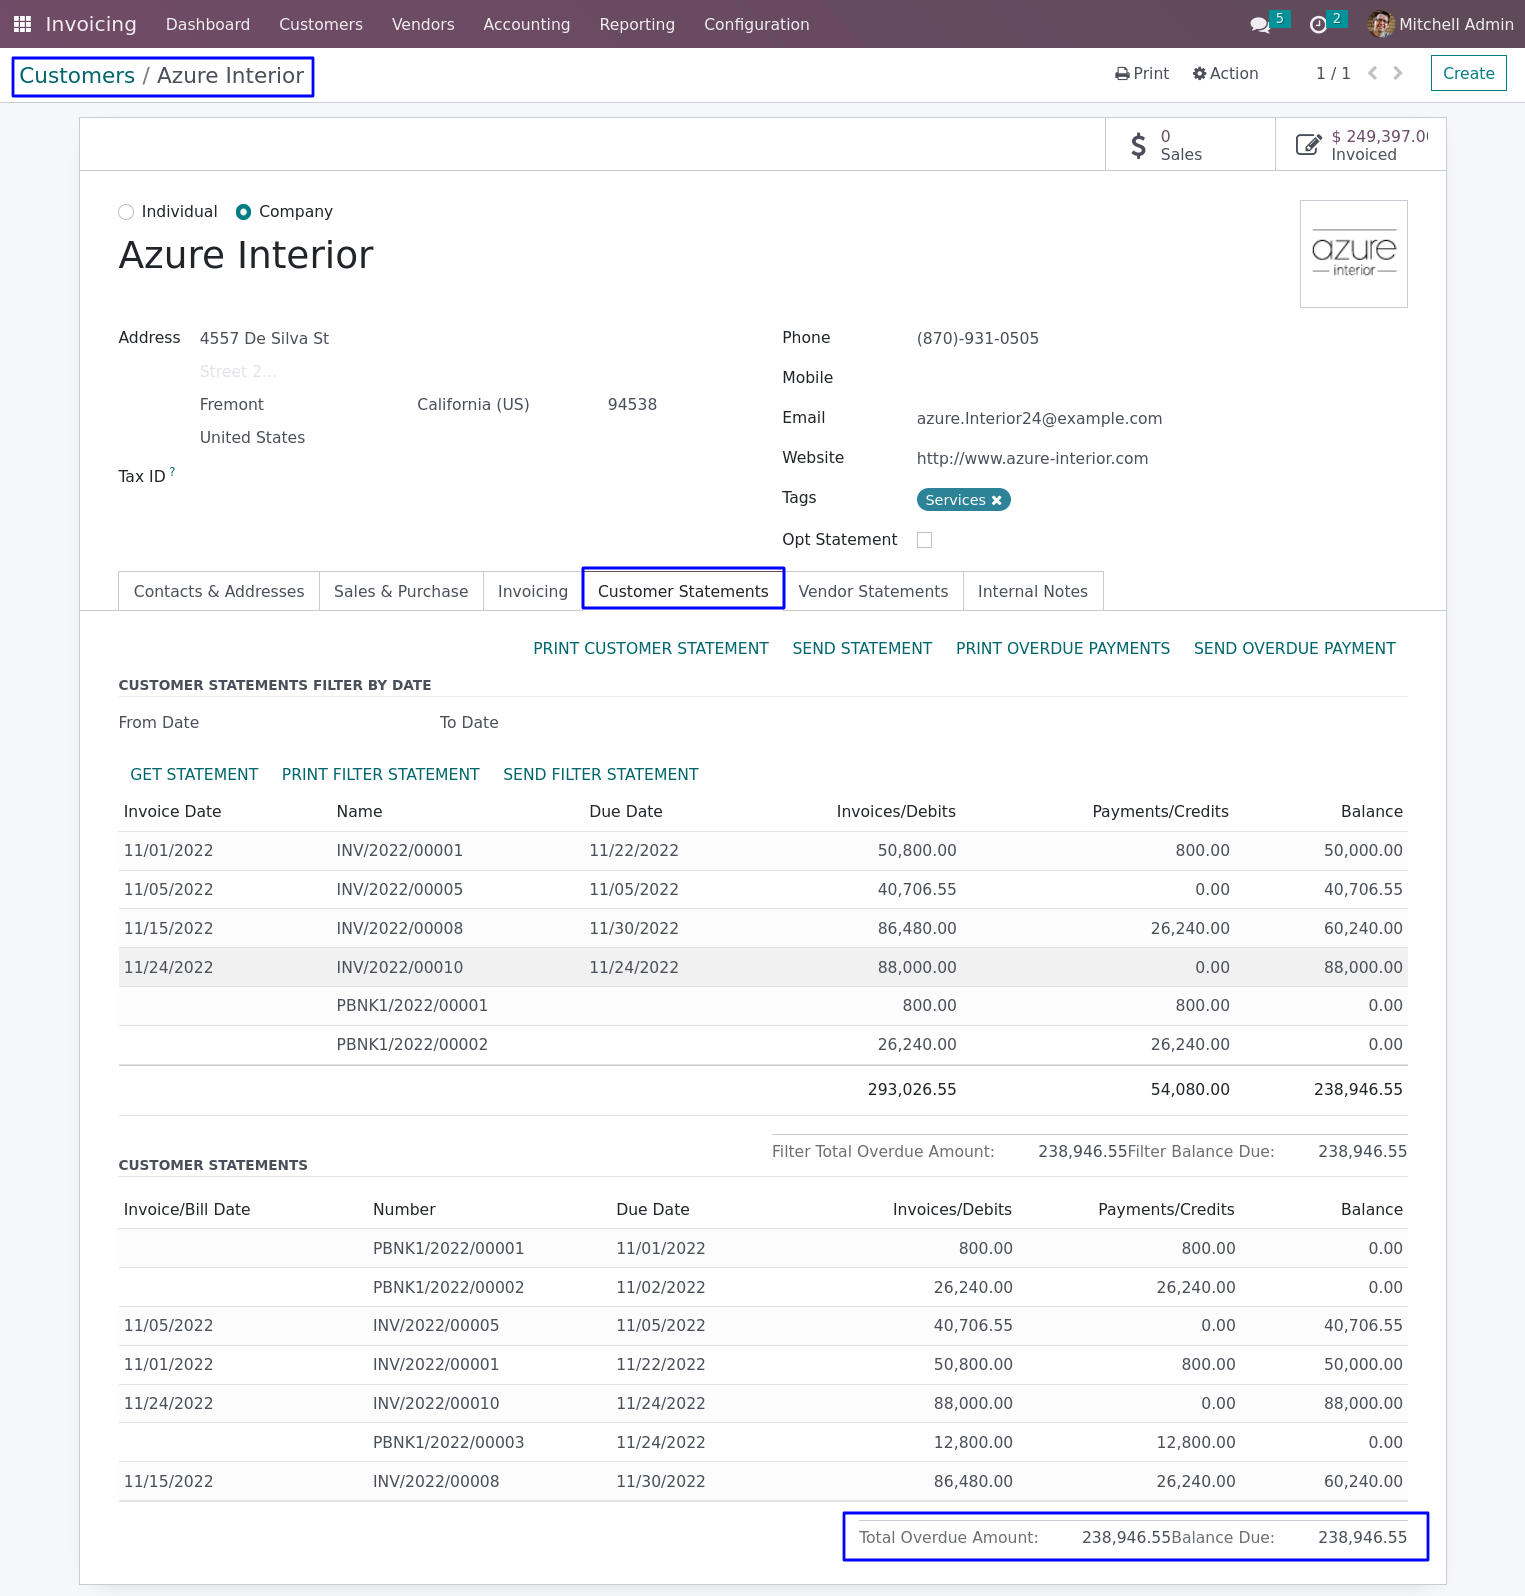 Invoicing Dashboard Customers Vendors Accounting Reporting Configuration 5 2 Mitchell Admin
Customers / Azure Interior Print Action 1 / 1 Create
0 $ 249,397.0
Sales Invoiced
Individual Company
Azure Interior
azure
interior
Address 4557 De Silva St Phone (870)-931-0505
Street 2...
Mobile
Fremont California (US) 94538
Email azure.Interior24@example.com
United States
Website http://www.azure-interior.com
Tax ID ?
Tags Services
Opt Statement
Contacts & Addresses Sales & Purchase Invoicing Customer Statements Vendor Statements Internal Notes
PRINT CUSTOMER STATEMENT SEND STATEMENT PRINT OVERDUE PAYMENTS SEND OVERDUE PAYMENT
CUSTOMER STATEMENTS FILTER BY DATE
From Date To Date
GET STATEMENT PRINT FILTER STATEMENT SEND FILTER STATEMENT
Invoice Date Name Due Date Invoices/Debits Payments/Credits Balance
11/01/2022 INV/2022/00001 11/22/2022 50,800.00 800.00 50,000.00
11/05/2022 INV/2022/00005 11/05/2022 40,706.55 0.00 40,706.55
11/15/2022 INV/2022/00008 11/30/2022 86,480.00 26,240.00 60,240.00
11/24/2022 INV/2022/00010 11/24/2022 88,000.00 0.00 88,000.00
PBNK1/2022/00001 800.00 800.00 0.00
PBNK1/2022/00002 26,240.00 26,240.00 0.00
293,026.55 54,080.00 238,946.55
Filter Total Overdue Amount: 238,946.55 Filter Balance Due: 238,946.55
CUSTOMER STATEMENTS
Invoice/Bill Date Number Due Date Invoices/Debits Payments/Credits Balance
PBNK1/2022/00001 11/01/2022 800.00 800.00 0.00
PBNK1/2022/00002 11/02/2022 26,240.00 26,240.00 0.00
11/05/2022 INV/2022/00005 11/05/2022 40,706.55 0.00 40,706.55
11/01/2022 INV/2022/00001 11/22/2022 50,800.00 800.00 50,000.00
11/24/2022 INV/2022/00010 11/24/2022 88,000.00 0.00 88,000.00
PBNK1/2022/00003 11/24/2022 12,800.00 12,800.00 0.00
11/15/2022 INV/2022/00008 11/30/2022 86,480.00 26,240.00 60,240.00
Total Overdue Amount: 238,946.55 Balance Due: 238,946.55